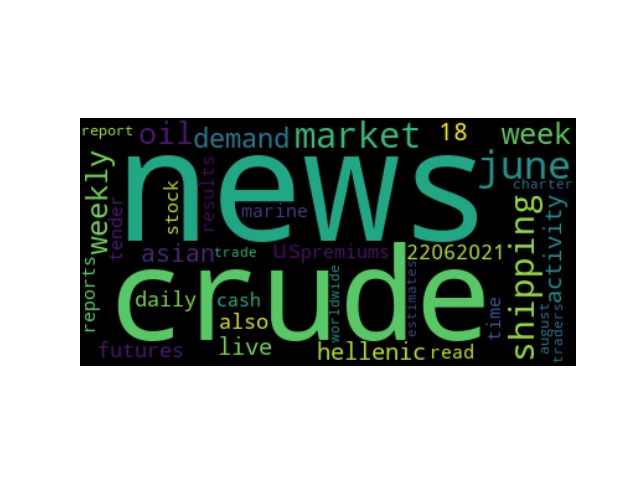 report oil demand market 18 week
news june
weekly tender stock results marine charter
asian trade us premiums 22062021 shipping activity
crude
reports daily cash worldwide estimates time august traders
also
futures live hellenic read